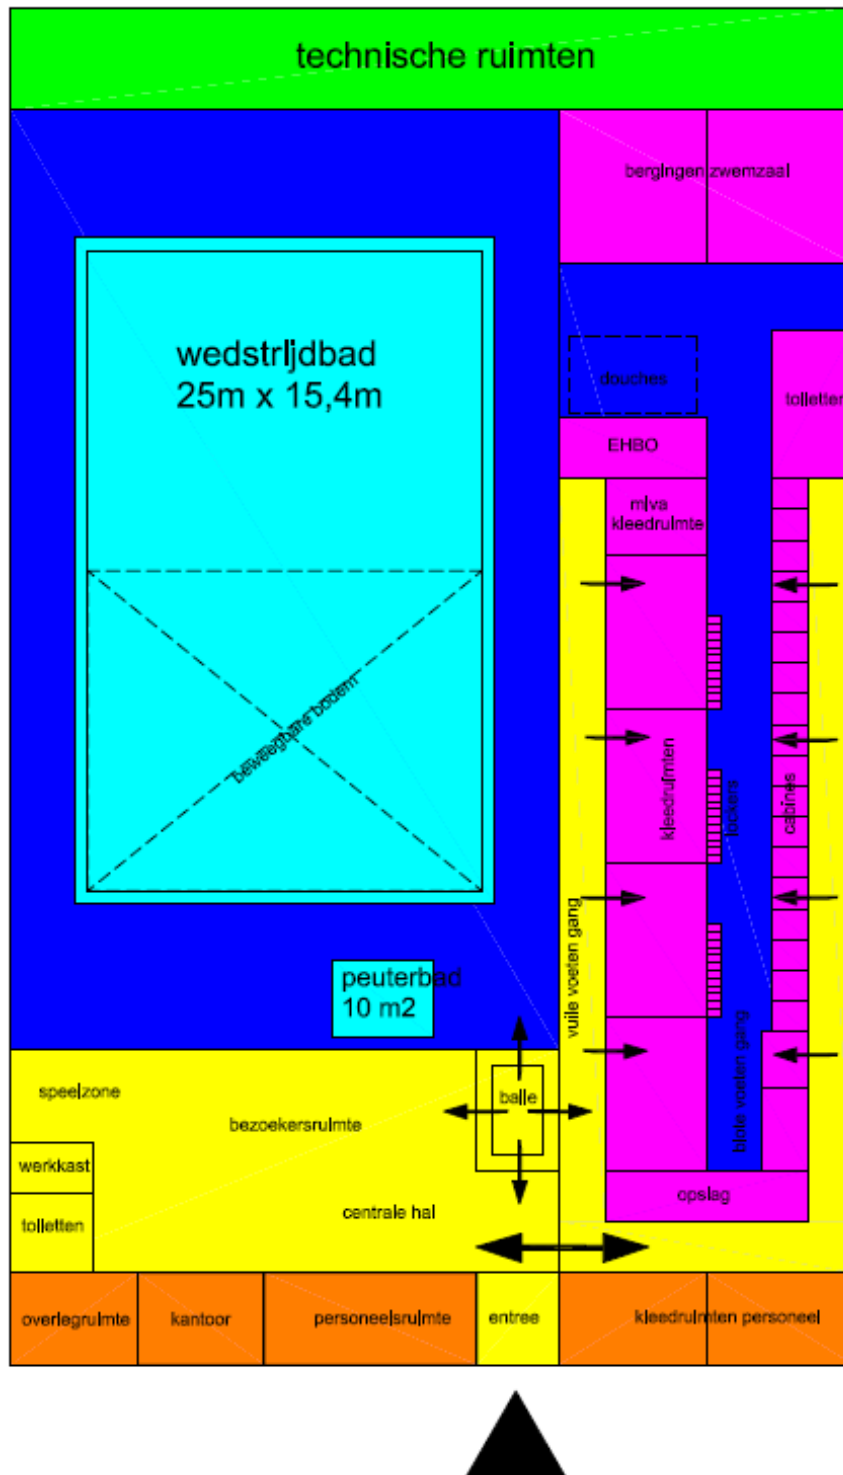 technische ruimten
bergingen zwemzaal
wedstrijdbad
25m x 15,4m
douches
toiletten
EHBO
miva
kleedruimte
beweegbare bodem
kleedruimten
lockers
cabines
vuile voeten gang
peuterbad
10 m2
blote voeten gang
speelzone
balie
bezoekersruimte
werkkast
opslag
centrale hal
toiletten
overlegruimte
kantoor
personeelsruimte
entree
kleedruimten personeel